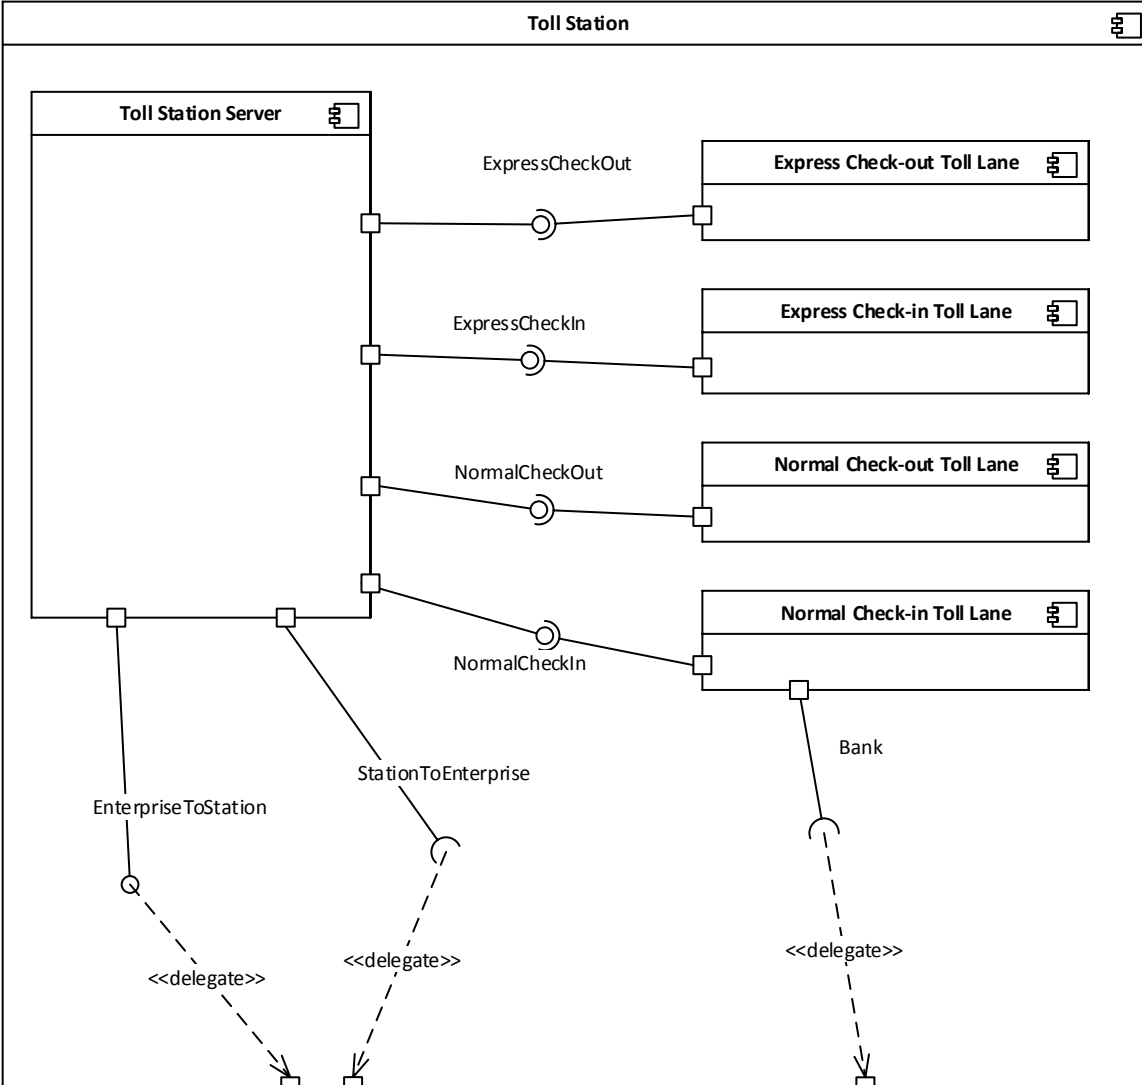 Toll Station
Toll Station Server
ExpressCheckOut
Express Check-out Toll Lane
ExpressCheckIn
Express Check-in Toll Lane
NormalCheckOut
Normal Check-out Toll Lane
NormalCheckIn
Normal Check-in Toll Lane
Bank
StationToEnterprise
EnterpriseToStation
<<delegate>>
<<delegate>>
<<delegate>>